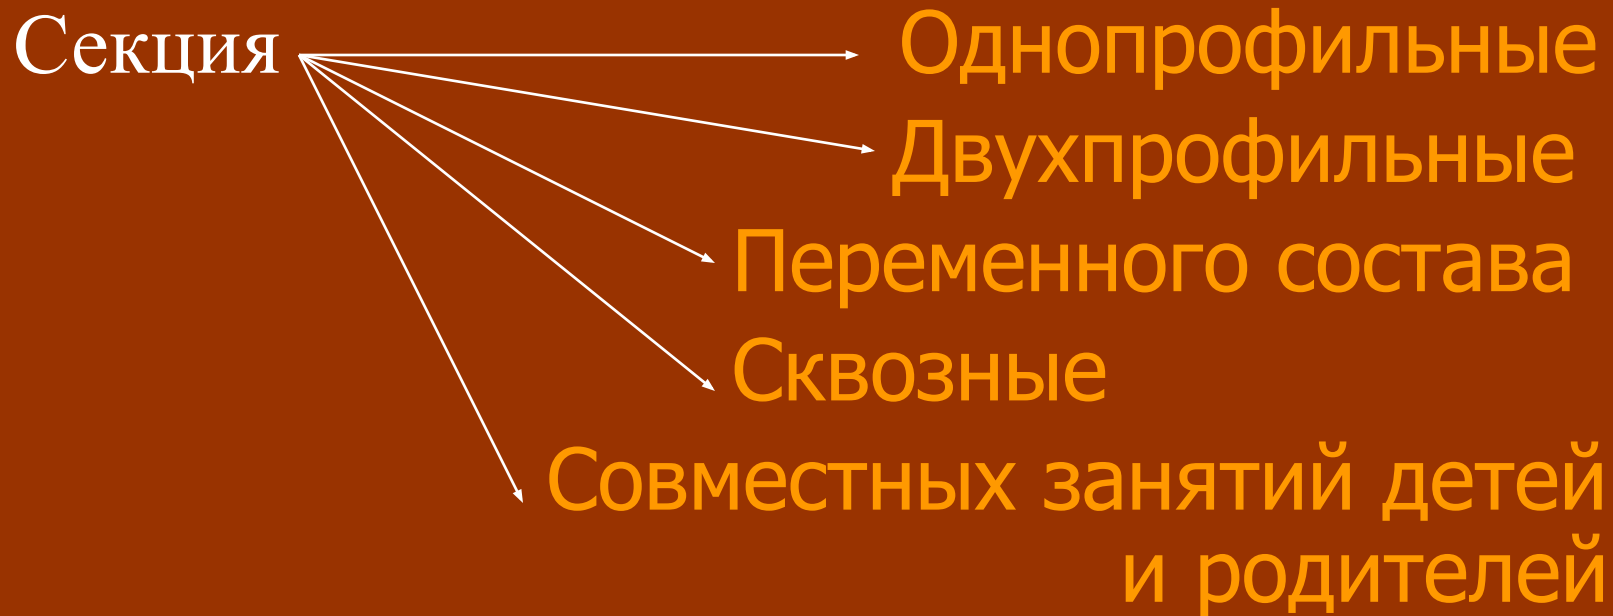 Секция
Однопрофильные
Двухпрофильные
Переменного состава
Сквозные
Совместных занятий детей
и родителей